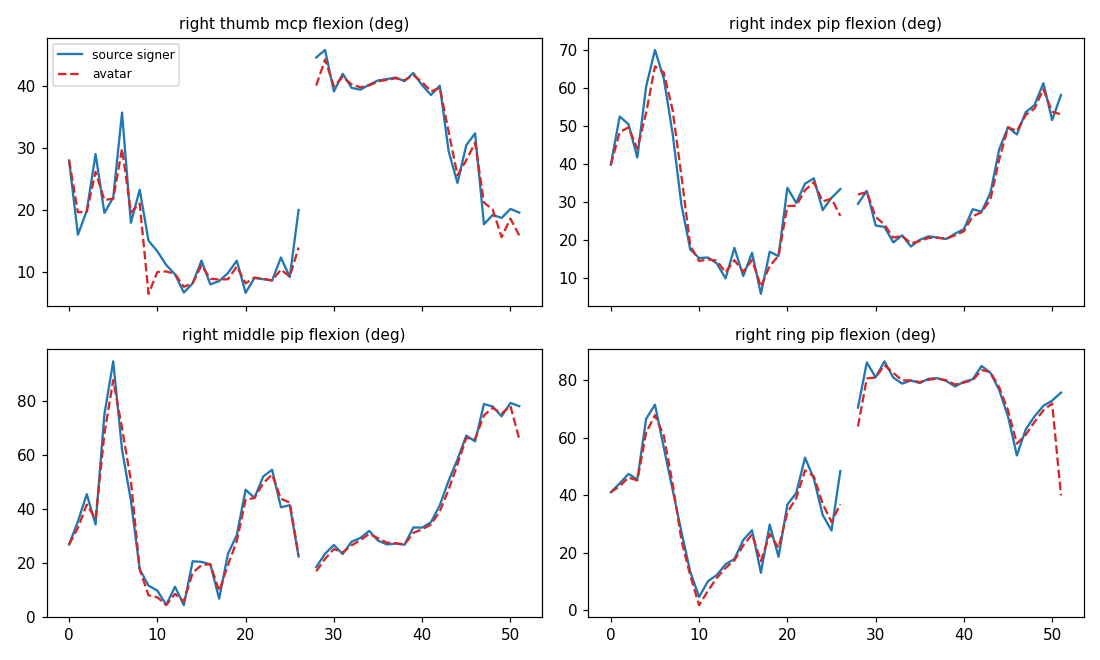 right thumb mcp flexion (deg)
right index pip flexion (deg)
source signer
avatar
40
30
20
10
70
60
50
40
30
20
10
right middle pip flexion (deg)
right ring pip flexion (deg)
80
60
40
20
0
80
60
40
20
0
0 10 20 30 40 50
0 10 20 30 40 50